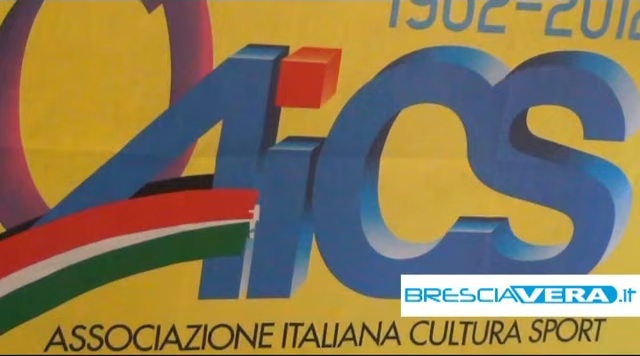 1962-2012
AiCS
BRESCIAVERA.it
ASSOCIAZIONE ITALIANA CULTURA SPORT